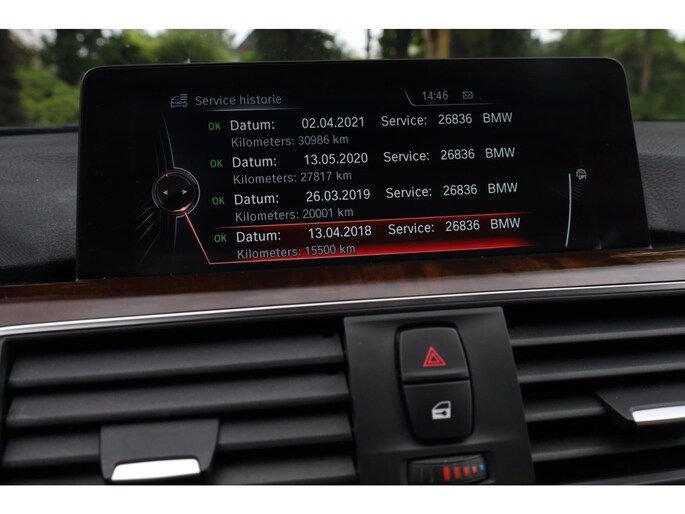 Service historie 14:46
OK Datum: 02.04.2021 Service: 26836 BMW
Kilometers: 30986 km
OK Datum: 13.05.2020 Service: 26836 BMW
Kilometers: 27817 km
OK Datum: 26.03.2019 Service: 26836 BMW
Kilometers: 20001 km
OK Datum: 13.04.2018 Service: 26836 BMW
Kilometers: 15500 km
OPT